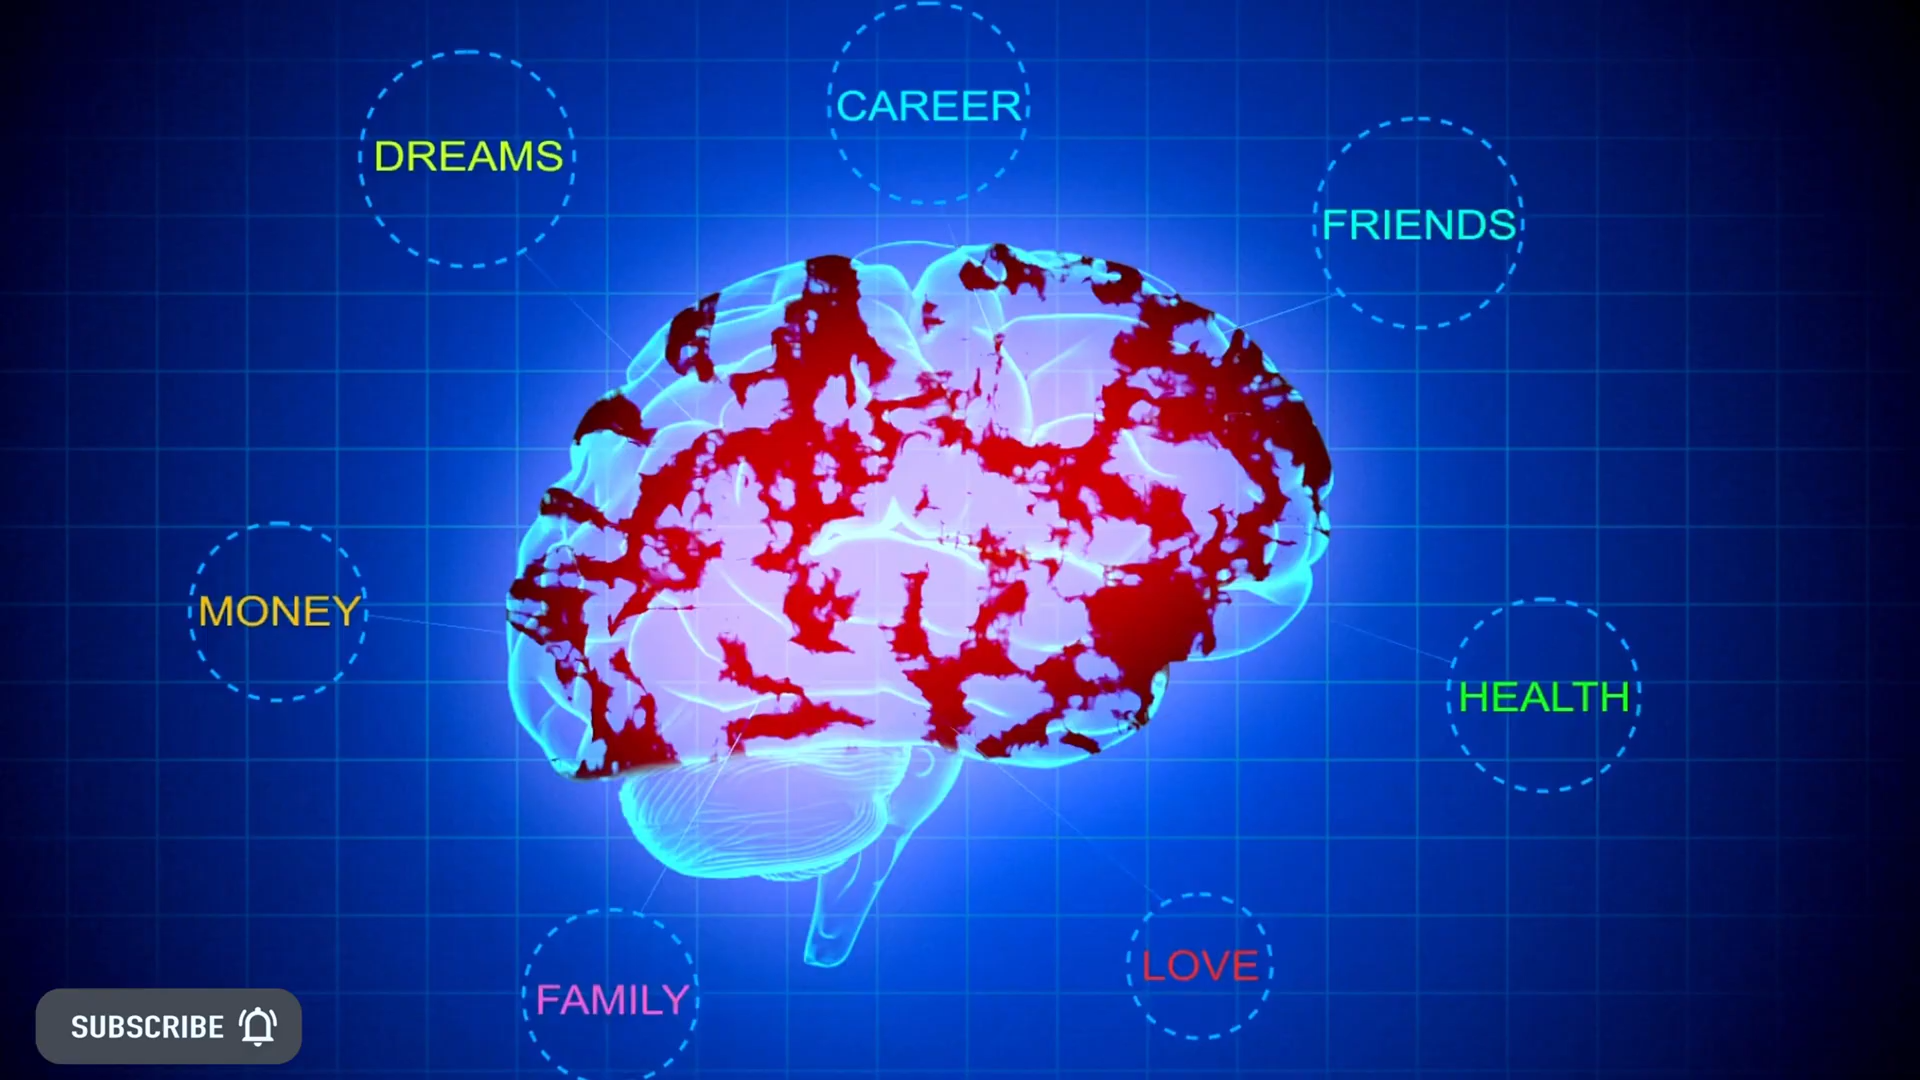 CAREER
DREAMS
FRIENDS
MONEY
HEALTH
LOVE
FAMILY
SUBSCRIBE